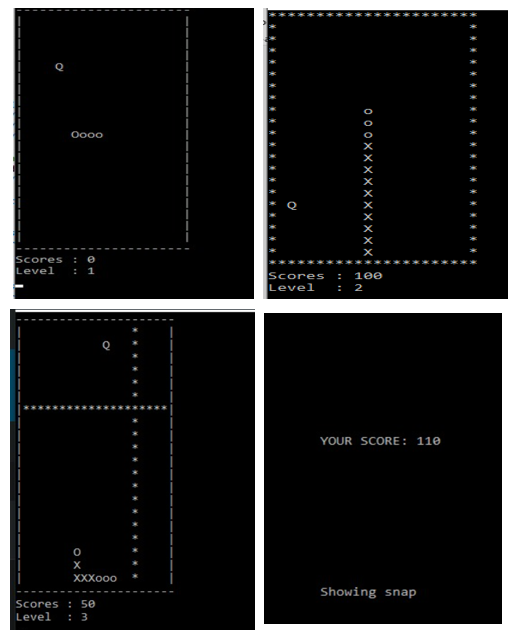 Q
Oooo
Scores : 0
Level : 1
o
o
o
X
X
X
X
X
Q X
X
X
X
X
Scores : 100
Level : 2
Q
O
X
XXXooo
Scores : 50
Level : 3
YOUR SCORE: 110
Showing snap